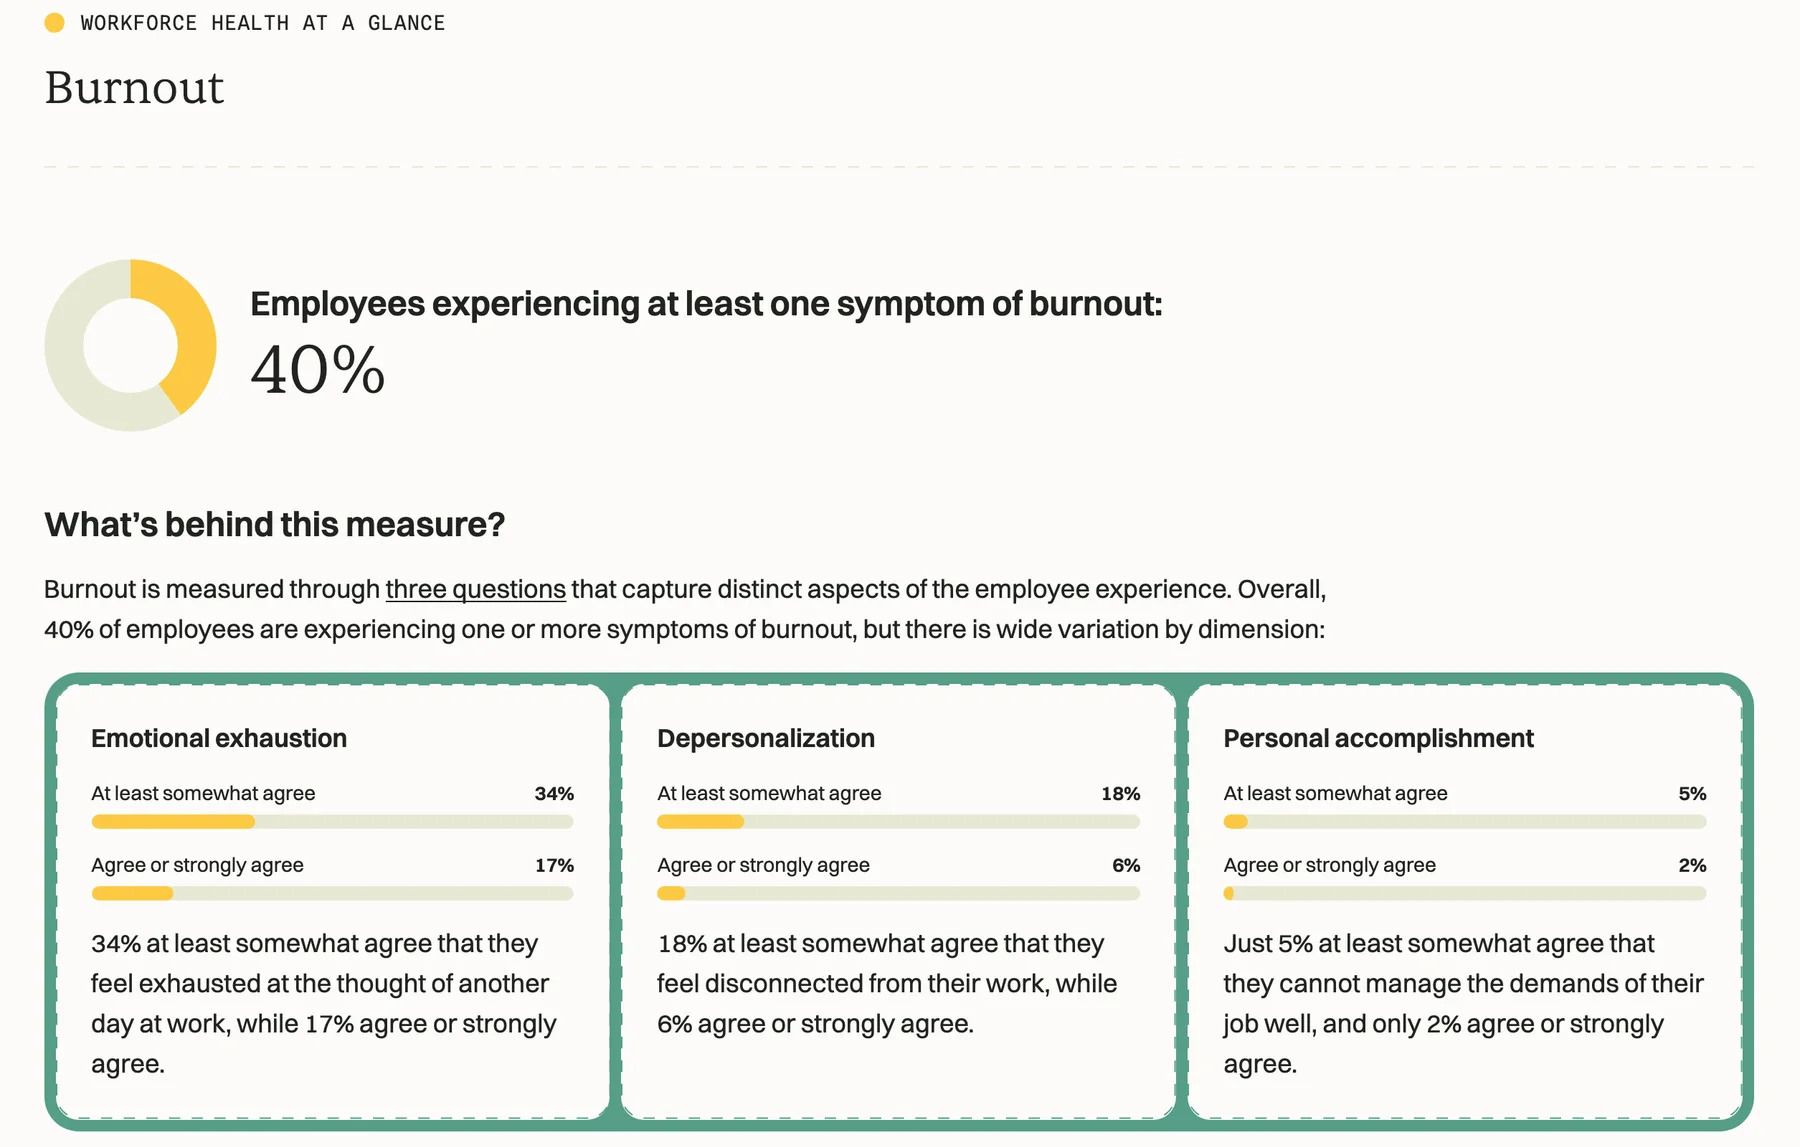 WORKFORCE HEALTH AT A GLANCE
Burnout
Employees experiencing at least one symptom of burnout:
40%
What’s behind this measure?
Burnout is measured through three questions that capture distinct aspects of the employee experience. Overall,
40% of employees are experiencing one or more symptoms of burnout, but there is wide variation by dimension:
Emotional exhaustion
At least somewhat agree 34%
Agree or strongly agree 17%
34% at least somewhat agree that they
feel exhausted at the thought of another
day at work, while 17% agree or strongly
agree.
Depersonalization
At least somewhat agree 18%
Agree or strongly agree 6%
18% at least somewhat agree that they
feel disconnected from their work, while
6% agree or strongly agree.
Personal accomplishment
At least somewhat agree 5%
Agree or strongly agree 2%
Just 5% at least somewhat agree that
they cannot manage the demands of their
job well, and only 2% agree or strongly
agree.